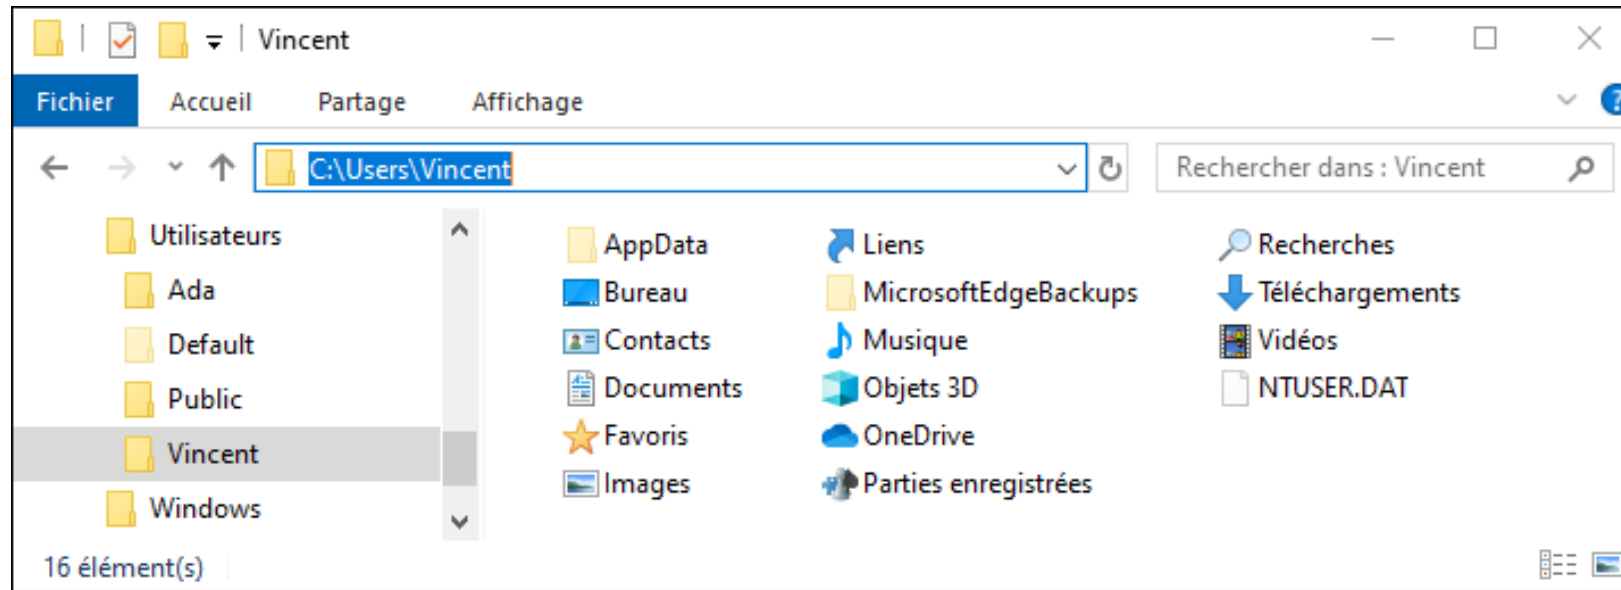 Vincent
Fichier Accueil Partage Affichage
C:\Users\Vincent
Rechercher dans : Vincent
Utilisateurs
Ada
Default
Public
Vincent
Windows
AppData
Bureau
Contacts
Documents
Favoris
Images
Liens
MicrosoftEdgeBackups
Musique
Objets 3D
OneDrive
Parties enregistrées
Recherches
Téléchargements
Vidéos
NTUSER.DAT
16 élément(s)